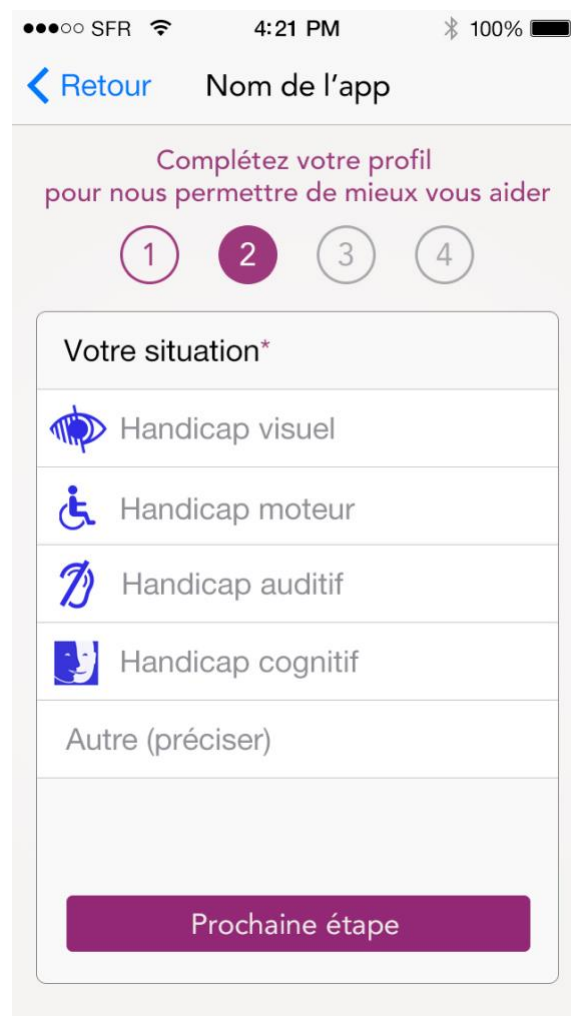 SFR 4:21 PM 100%
Retour Nom de l’app
Complétez votre profil
pour nous permettre de mieux vous aider
1 2 3 4
Votre situation*
Handicap visuel
Handicap moteur
Handicap auditif
Handicap cognitif
Autre (préciser)
Prochaine étape